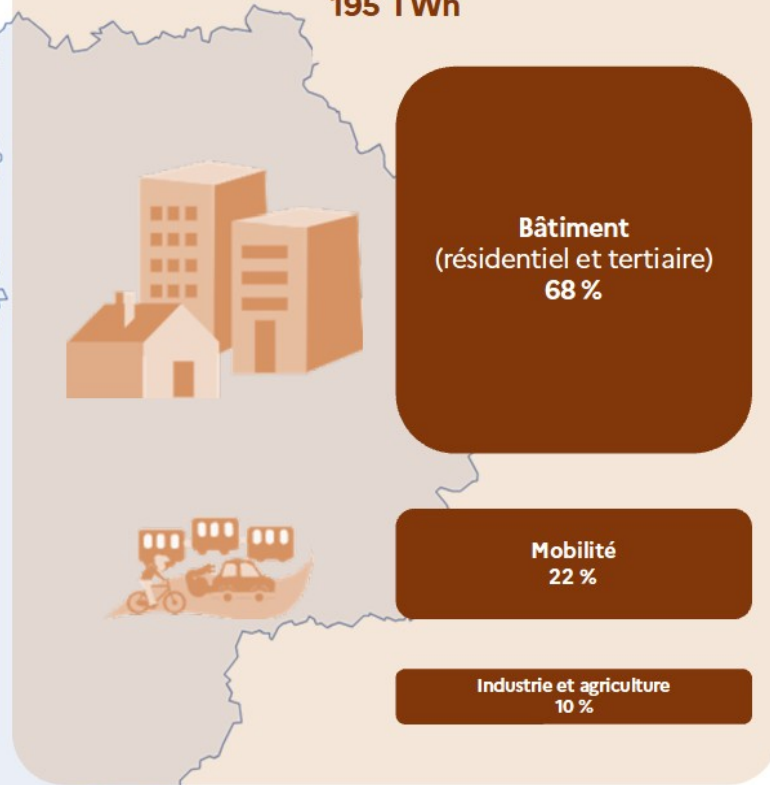 195 TWh
Bâtiment
(résidentiel et tertiaire)
68 %
Mobilité
22 %
Industrie et agriculture
10 %